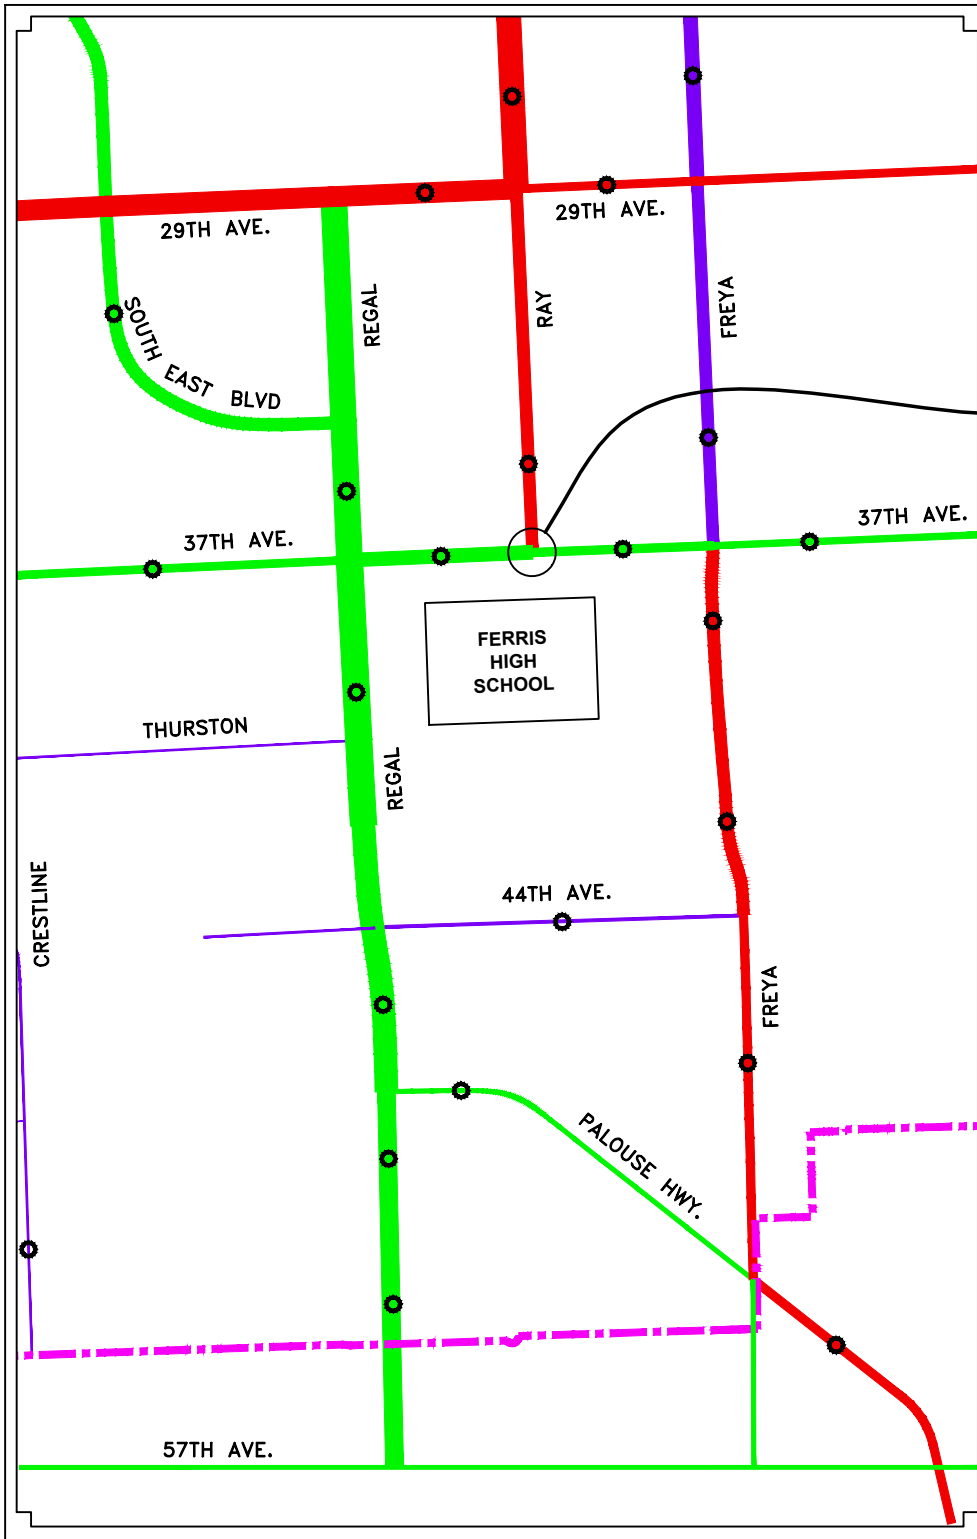 29TH AVE.
29TH AVE.
SOUTH EAST BLVD
REGAL
RAY
FREYA
37TH AVE.
37TH AVE.
FERRIS
HIGH
SCHOOL
THURSTON
REGAL
CRESTLINE
44TH AVE.
FREYA
PALOUSE HWY.
57TH AVE.